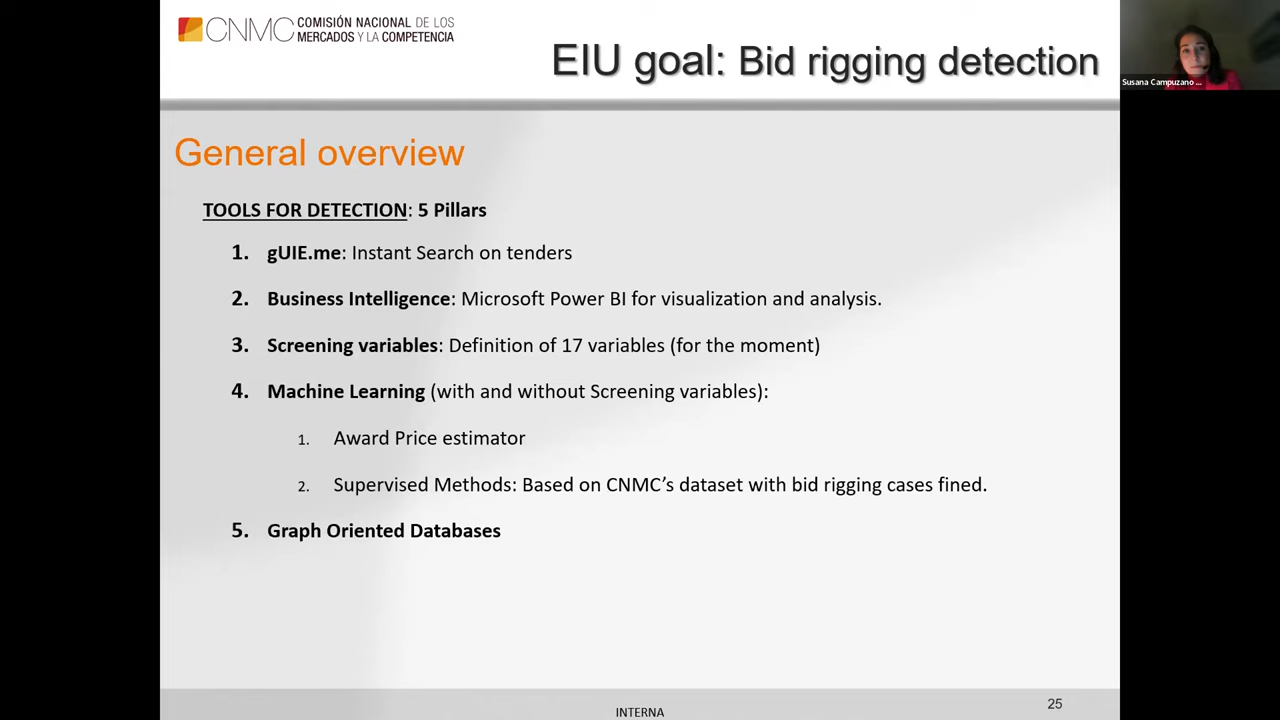 CNMC COMISIÓN NACIONAL DE LOS
MERCADOS Y LA COMPETENCIA
EIU goal: Bid rigging detection
Susana Campuzano ...
General overview
TOOLS FOR DETECTION: 5 Pillars
1. gUIE.me: Instant Search on tenders
2. Business Intelligence: Microsoft Power BI for visualization and analysis.
3. Screening variables: Definition of 17 variables (for the moment)
4. Machine Learning (with and without Screening variables):
1. Award Price estimator
2. Supervised Methods: Based on CNMC’s dataset with bid rigging cases fined.
5. Graph Oriented Databases
25
INTERNA